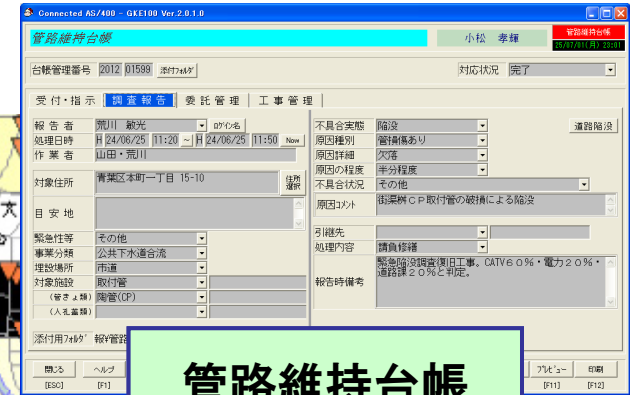 Connected AS/400 - GKE100 Ver.2.0.1.0
管路維持台帳 小松 孝輝 管路維持台帳
25/07/01(月) 23:01
台帳管理番号 2012 01599 添付ﾌｫﾙﾀﾞ 対応状況 完了
受付・指示 調査報告 委託管理 工事管理
報告者 荒川 敏光 ログイン名 不具合実態 陥没 道路陥没
処理日時 H 24/06/25 11:20 ~ H 24/06/25 11:50 Now 原因種別 管損傷あり
作業者 山田・荒川 原因詳細 欠落
原因の程度 半分程度
対象住所 青葉区本町一丁目 15-10 住所選択 不具合状況 その他
目安地 原因ｺﾒﾝﾄ 街渠桝CP取付管の破損による陥没
緊急性等 その他 引継先
事業分類 公共下水道合流 処理内容 請負修繕
埋設場所 市道 報告時備考 緊急陥没調査復旧工事。CATV60%・電力20%・
対象施設 取付管 道路課20%と判定。
(管きょ類) 陶管(CP)
(人孔蓋類)
添付用ﾌｫﾙﾀﾞ 報¥管路
閉じる ヘルプ ﾌﾟﾚﾋﾞｭｰ 印刷
[ESC] [F1] [F11] [F12]
管路維持台帳